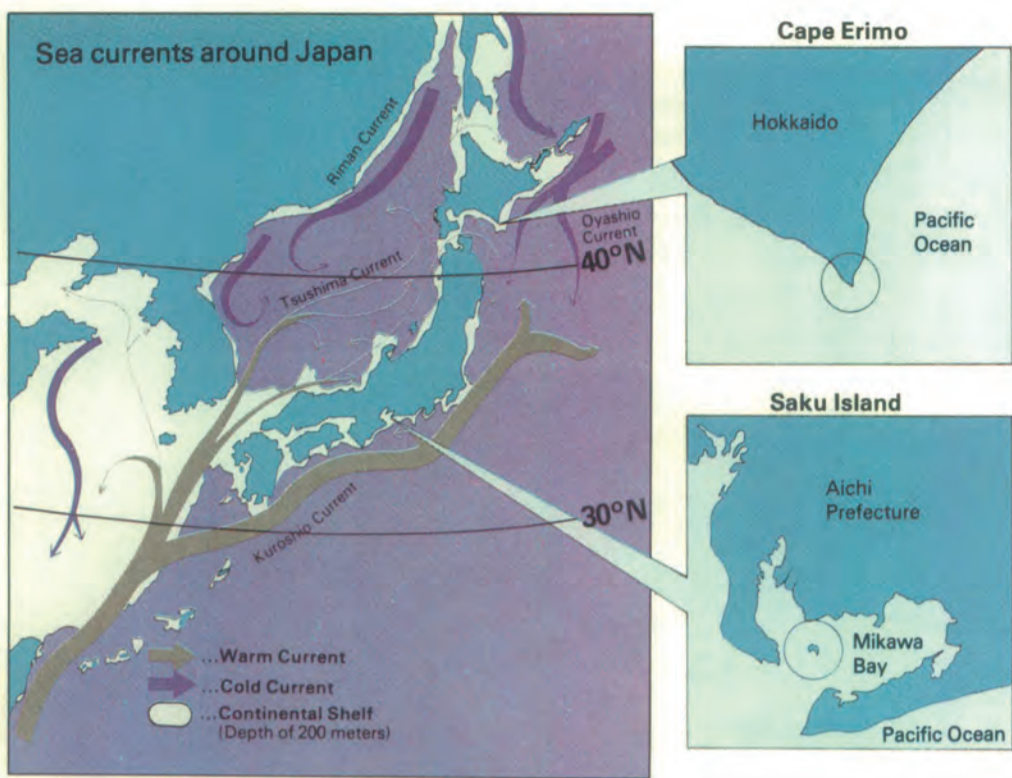 Sea currents around Japan
Riman Current
Oyashio
Current
40°N
Tsushima Current
30°N
Kuroshio Current
...Warm Current
...Cold Current
...Continental Shelf
(Depth of 200 meters)
Cape Erimo
Hokkaido
Pacific
Ocean
Saku Island
Aichi
Prefecture
Mikawa
Bay
Pacific Ocean